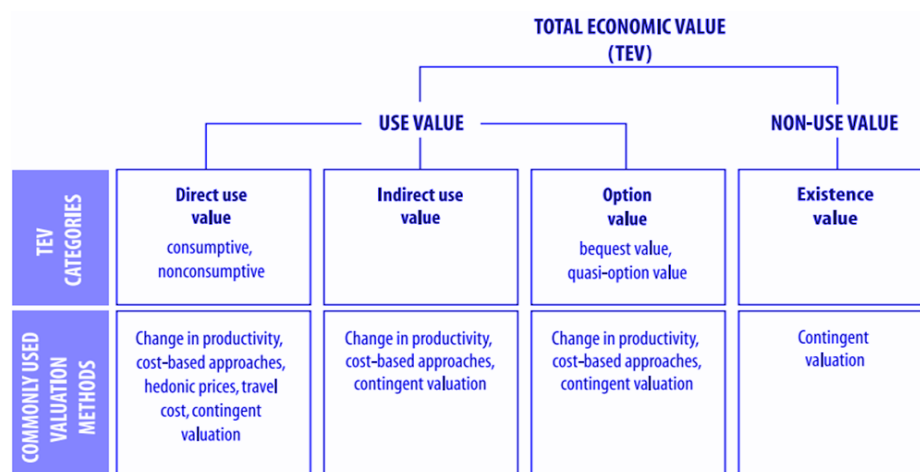 TOTAL ECONOMIC VALUE
(TEV)
USE VALUE
NON-USE VALUE
TEV
CATEGORIES
Direct use
value
consumptive,
nonconsumptive
Indirect use
value
Option
value
bequest value,
quasi-option value
Existence
value
COMMONLY USED
VALUATION
METHODS
Change in productivity,
cost-based approaches,
hedonic prices, travel
cost, contingent
valuation
Change in productivity,
cost-based approaches,
contingent valuation
Change in productivity,
cost-based approaches,
contingent valuation
Contingent
valuation